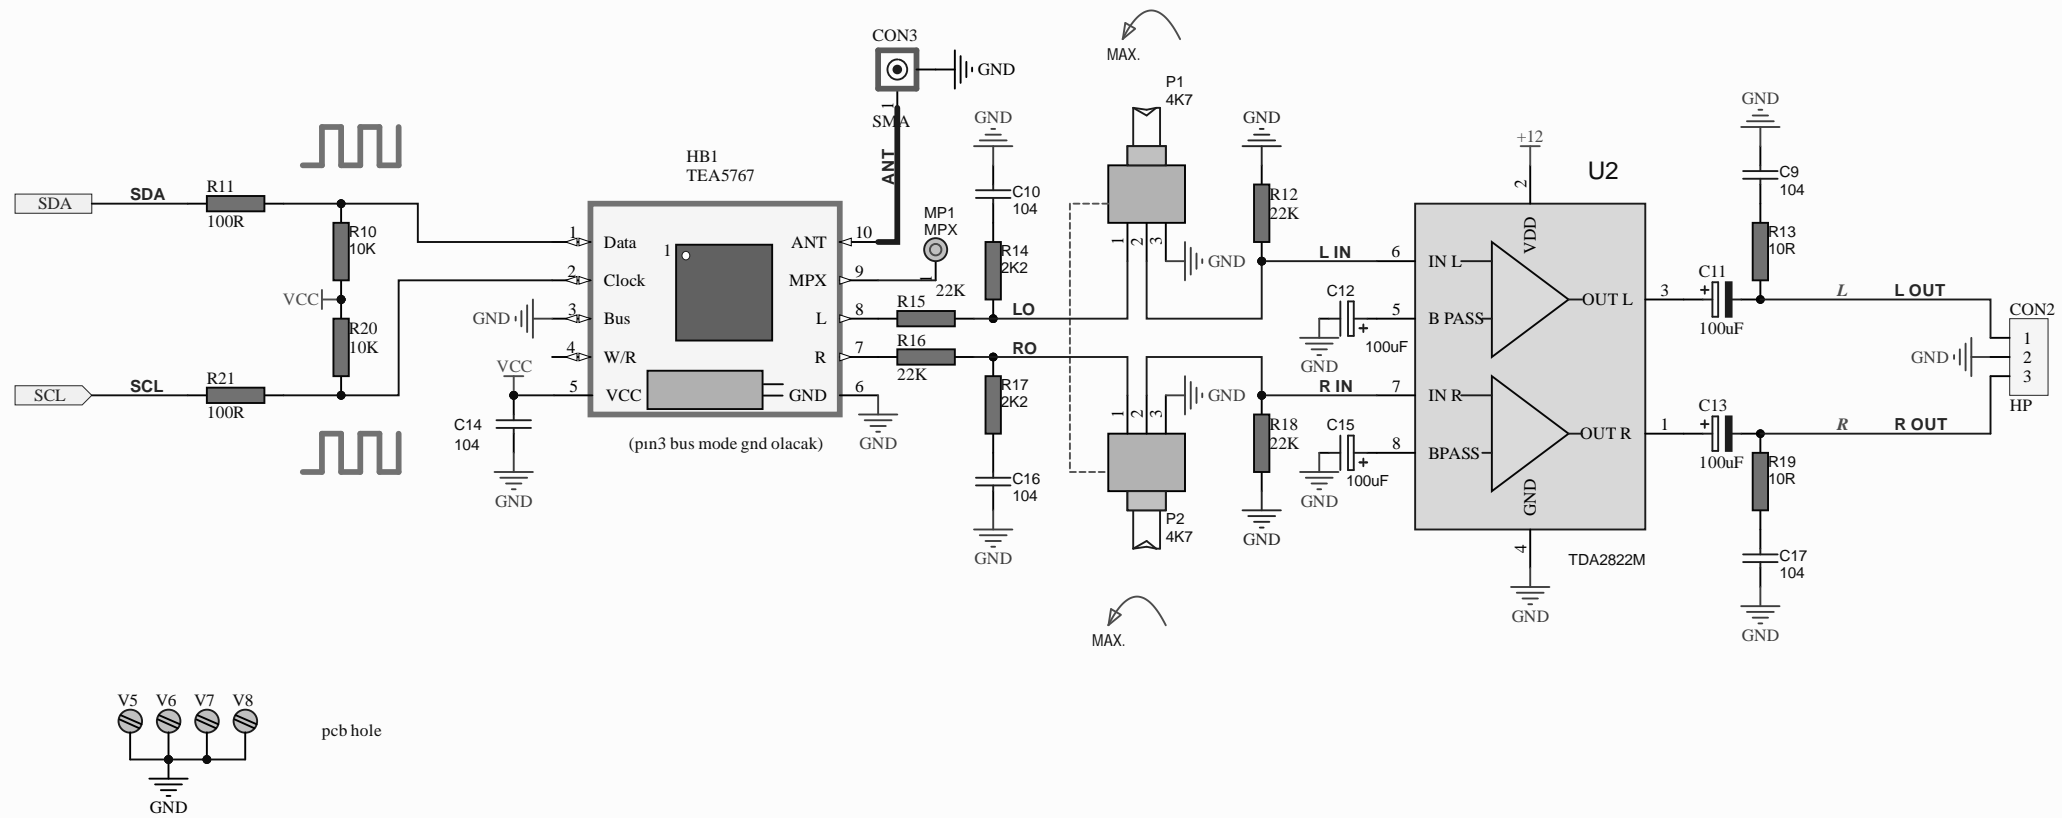 CON3
GND
1
SMA
ANT
MAX.
P1
4K7
1
2
3
GND
SDA
SDA
R11
100R
R10
10K
VCC
R20
10K
SCL
SCL
R21
100R
HB1
TEA5767
1
1 Data
2 Clock
GND 3 Bus
4 W/R
VCC 5 VCC
C14
104
GND
ANT 10
MPX 9
L 8
R 7
GND 6
GND
(pın3 bus mode gnd olacak)
MP1
MPX
1
22K
R15
R16
22K
GND
C10
104
R14
2K2
LO
RO
R17
2K2
C16
104
GND
GND
R12
22K
L IN
GND
1
2
3
P2
4K7
MAX.
R IN
R18
22K
GND
C12
100uF
GND
C15
100uF
GND
+12
2
VDD
U2
6 IN L
5 B PASS
7 IN R
8 BPASS
OUT L 3
OUT R 1
GND
4
GND
TDA2822M
GND
C9
104
R13
10R
C11
+
100uF
L
L OUT
C13
+
100uF
R
R OUT
R19
10R
C17
104
GND
CON2
GND
1
2
3
HP
V5 V6 V7 V8
pcb hole
GND